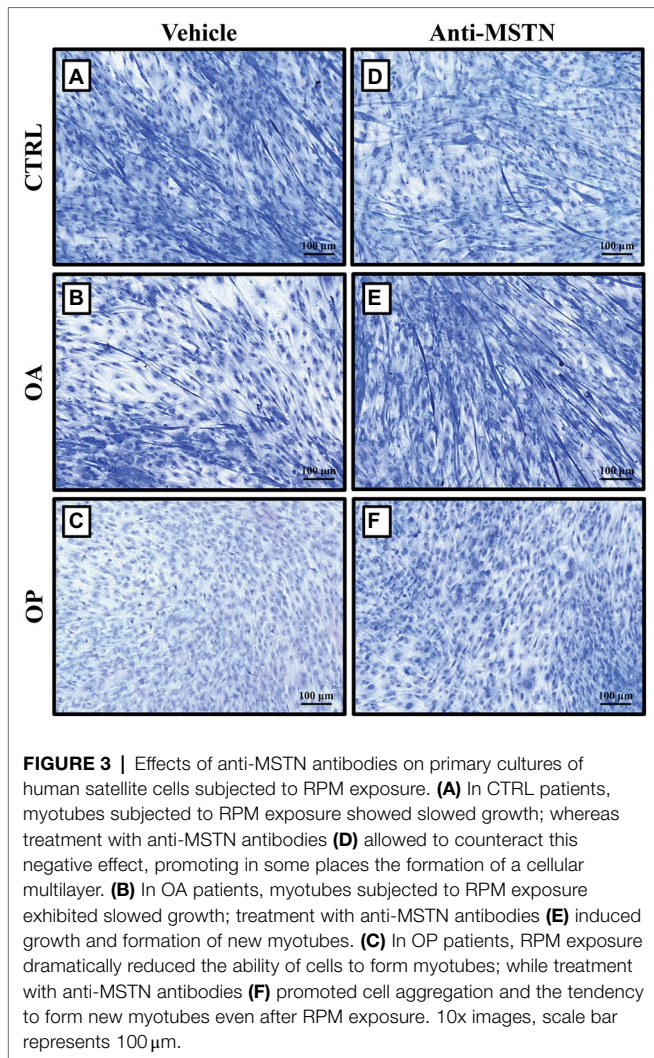 Vehicle
Anti-MSTN
CTRL
A
100 µm
D
100 µm
OA
B
100 µm
E
100 µm
OP
C
100 µm
F
100 µm
FIGURE 3 | Effects of anti-MSTN antibodies on primary cultures of
human satellite cells subjected to RPM exposure. (A) In CTRL patients,
myotubes subjected to RPM exposure showed slowed growth; whereas
treatment with anti-MSTN antibodies (D) allowed to counteract this
negative effect, promoting in some places the formation of a cellular
multilayer. (B) In OA patients, myotubes subjected to RPM exposure
exhibited slowed growth; treatment with anti-MSTN antibodies (E) induced
growth and formation of new myotubes. (C) In OP patients, RPM exposure
dramatically reduced the ability of cells to form myotubes; while treatment
with anti-MSTN antibodies (F) promoted cell aggregation and the tendency
to form new myotubes even after RPM exposure. 10x images, scale bar
represents 100 µm.